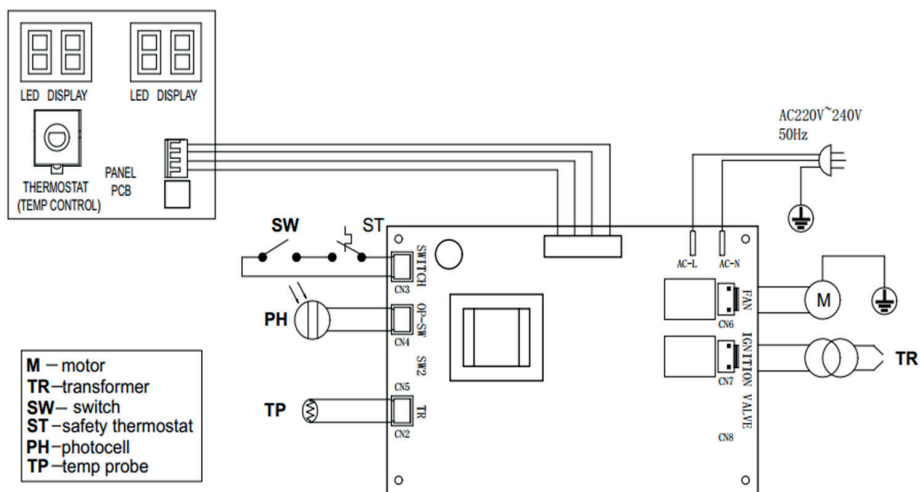 LED DISPLAY
LED DISPLAY
THERMOSTAT
(TEMP CONTROL)
PANEL
PCB
AC220V~240V
50Hz
SW
ST
SWITCH
CN3
PH
OP-SW
CN4
SW2
CN5
TP
TR
CN2
AC-L
AC-N
FAN
CN6
M
IGNITION
CN7
TR
VALVE
CN8
M — motor
TR—transformer
SW— switch
ST —safety thermostat
PH—photocell
TP—temp probe